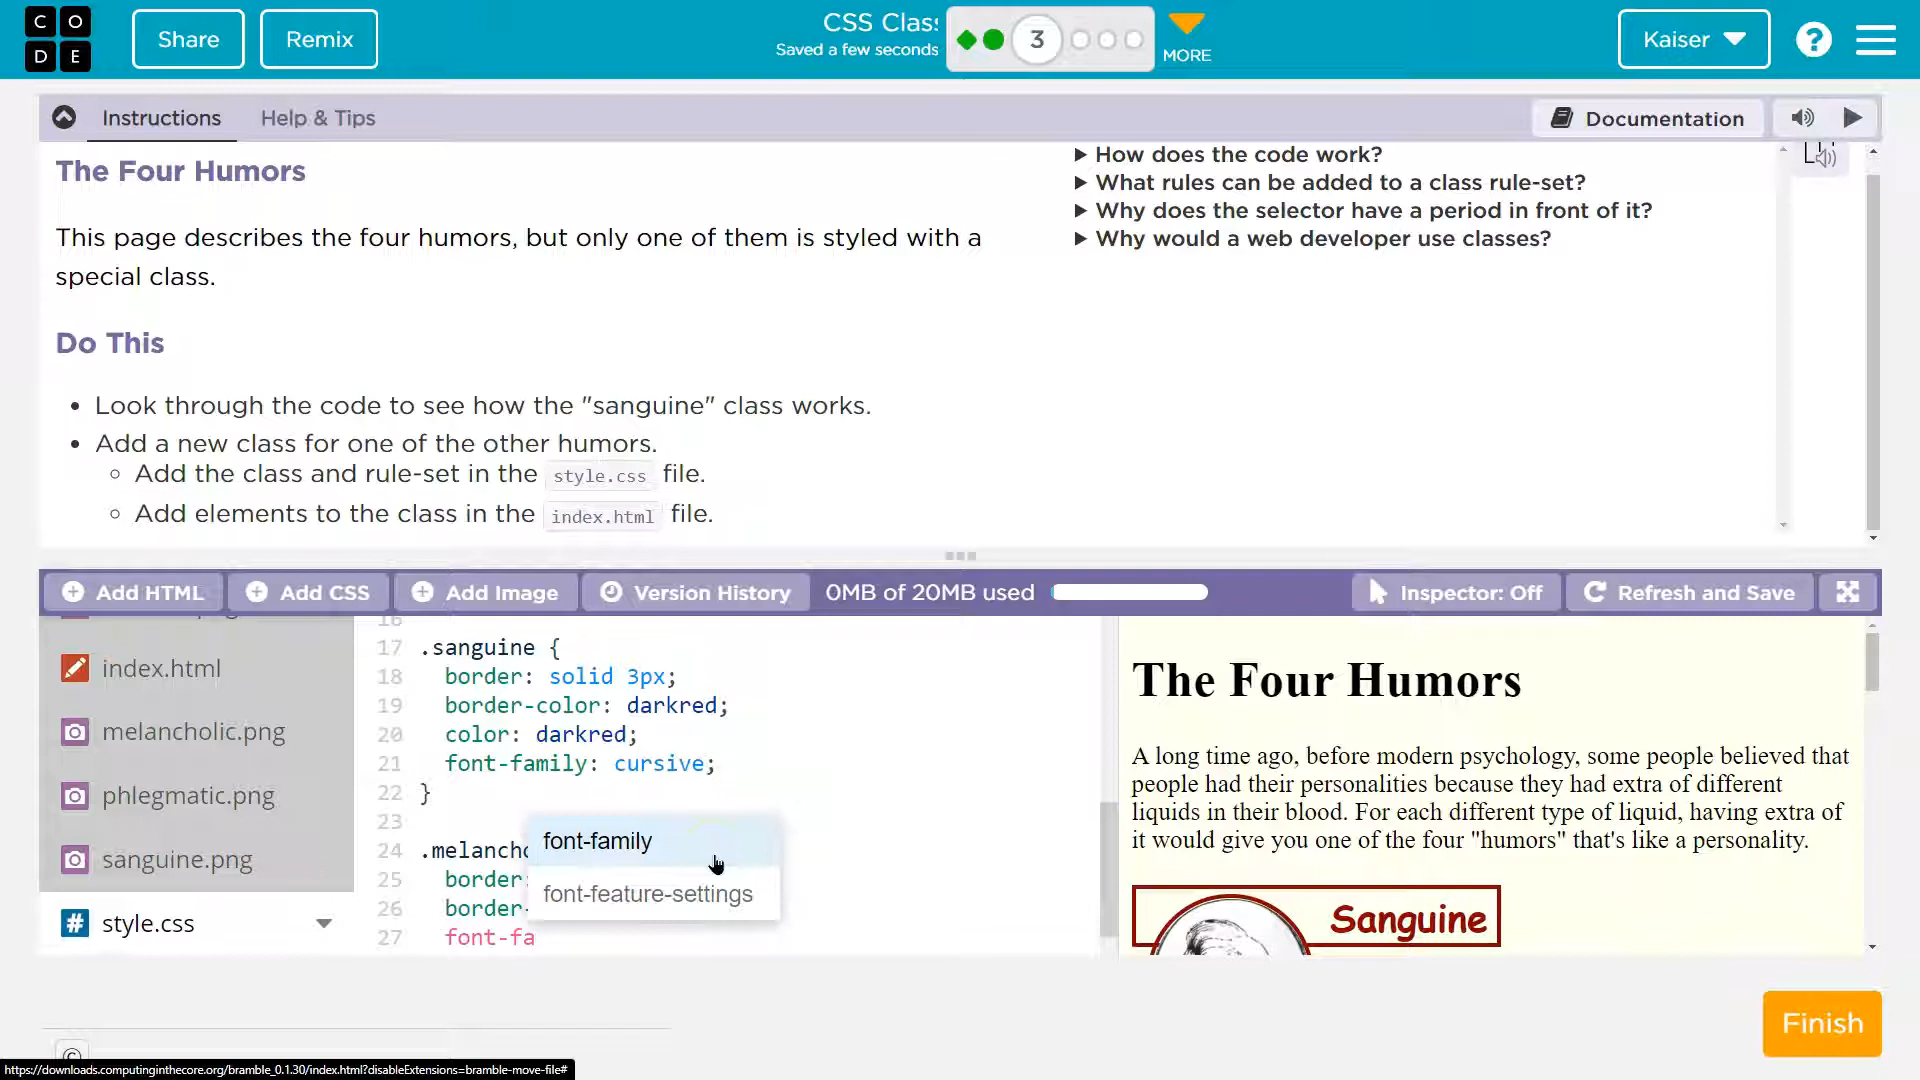 C O
D E
Share
Remix
CSS Clas
Saved a few seconds
3
MORE
Kaiser
?
Instructions
Help & Tips
Documentation
The Four Humors
This page describes the four humors, but only one of them is styled with a
special class.
Do This
Look through the code to see how the "sanguine" class works.
Add a new class for one of the other humors.
Add the class and rule-set in the style.css file.
Add elements to the class in the index.html file.
How does the code work?
What rules can be added to a class rule-set?
Why does the selector have a period in front of it?
Why would a web developer use classes?
Add HTML
Add CSS
Add Image
Version History
0MB of 20MB used
Inspector: Off
Refresh and Save
index.html
melancholic.png
phlegmatic.png
sanguine.png
style.css
16
17 .sanguine {
18 border: solid 3px;
19 border-color: darkred;
20 color: darkred;
21 font-family: cursive;
22 }
23
24 .melanch
25 border:
26 border-
27 font-fa
font-family
font-feature-settings
The Four Humors
A long time ago, before modern psychology, some people believed that
people had their personalities because they had extra of different
liquids in their blood. For each different type of liquid, having extra of
it would give you one of the four "humors" that's like a personality.
Sanguine
Finish
©
https://downloads.computinginthecore.org/bramble_0.1.30/index.html?disableExtensions=bramble-move-file#